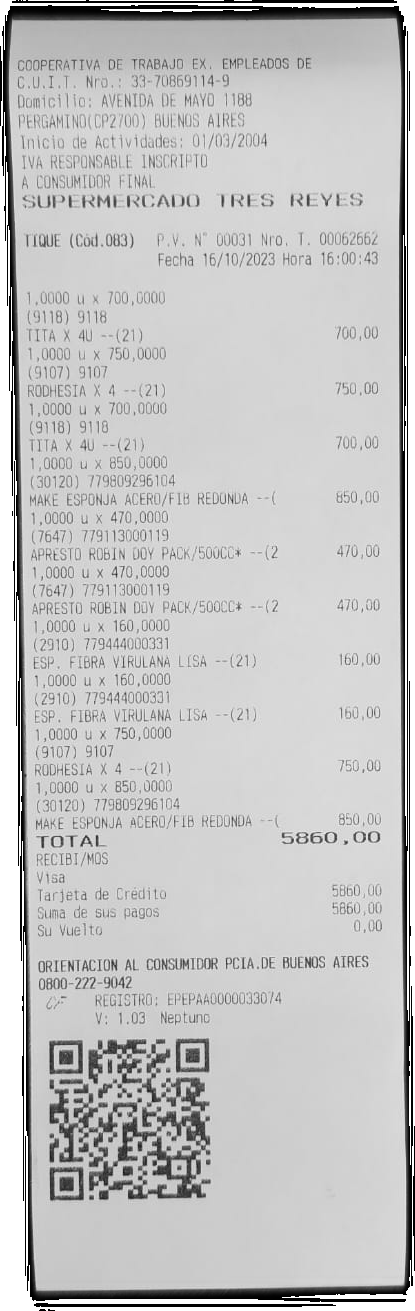 COOPERATIVA DE TRABAJO EX. EMPLEADOS DE
C.U.I.T. Nro.: 33-70869114-9
Domicilio: AVENIDA DE MAYO 1188
PERGAMINO(CP2700) BUENOS AIRES
Inicio de Actividades: 01/03/2004
IVA RESPONSABLE INSCRIPTO
A CONSUMIDOR FINAL
SUPERMERCADO TRES REYES
TIQUE (Cód.083) P.V. N° 00031 Nro. T. 00062662
Fecha 16/10/2023 Hora 16:00:43
1,0000 u x 700,0000
(9118) 9118
TITA X 4U --(21) 700,00
1,0000 u x 750,0000
(9107) 9107
RODHESIA X 4 --(21) 750,00
1,0000 u x 700,0000
(9118) 9118
TITA X 4U --(21) 700,00
1,0000 u x 850,0000
(30120) 779809296104
MAKE ESPONJA ACERO/FIB REDONDA --( 850,00
1,0000 u x 470,0000
(7647) 779113000119
APRESTO ROBIN DOY PACK/500CC* --(2 470,00
1,0000 u x 470,0000
(7647) 779113000119
APRESTO ROBIN DOY PACK/500CC* --(2 470,00
1,0000 u x 160,0000
(2910) 779444000331
ESP. FIBRA VIRULANA LISA --(21) 160,00
1,0000 u x 160,0000
(2910) 779444000331
ESP. FIBRA VIRULANA LISA --(21) 160,00
1,0000 u x 750,0000
(9107) 9107
RODHESIA X 4 --(21) 750,00
1,0000 u x 850,0000
(30120) 779809296104
MAKE ESPONJA ACERO/FIB REDONDA --( 850,00
TOTAL 5860,00
RECIBI/MOS
Visa
Tarjeta de Crédito 5860,00
Suma de sus pagos 5860,00
Su Vuelto 0,00
ORIENTACION AL CONSUMIDOR PCIA.DE BUENOS AIRES
0800-222-9042
CF REGISTRO: EPEPAA0000033074
V: 1.03 Neptuno